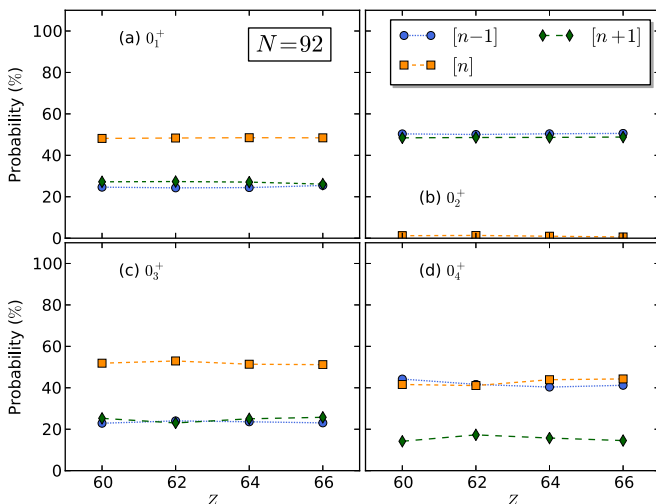 (a) 0₁⁺
N=92
[n−1]
[n+1]
[n]
Probability (%)
100
80
60
40
20
0
(b) 0₂⁺
(c) 0₃⁺
(d) 0₄⁺
Probability (%)
100
80
60
40
20
0
60 62 64 66 60 62 64 66
Z Z